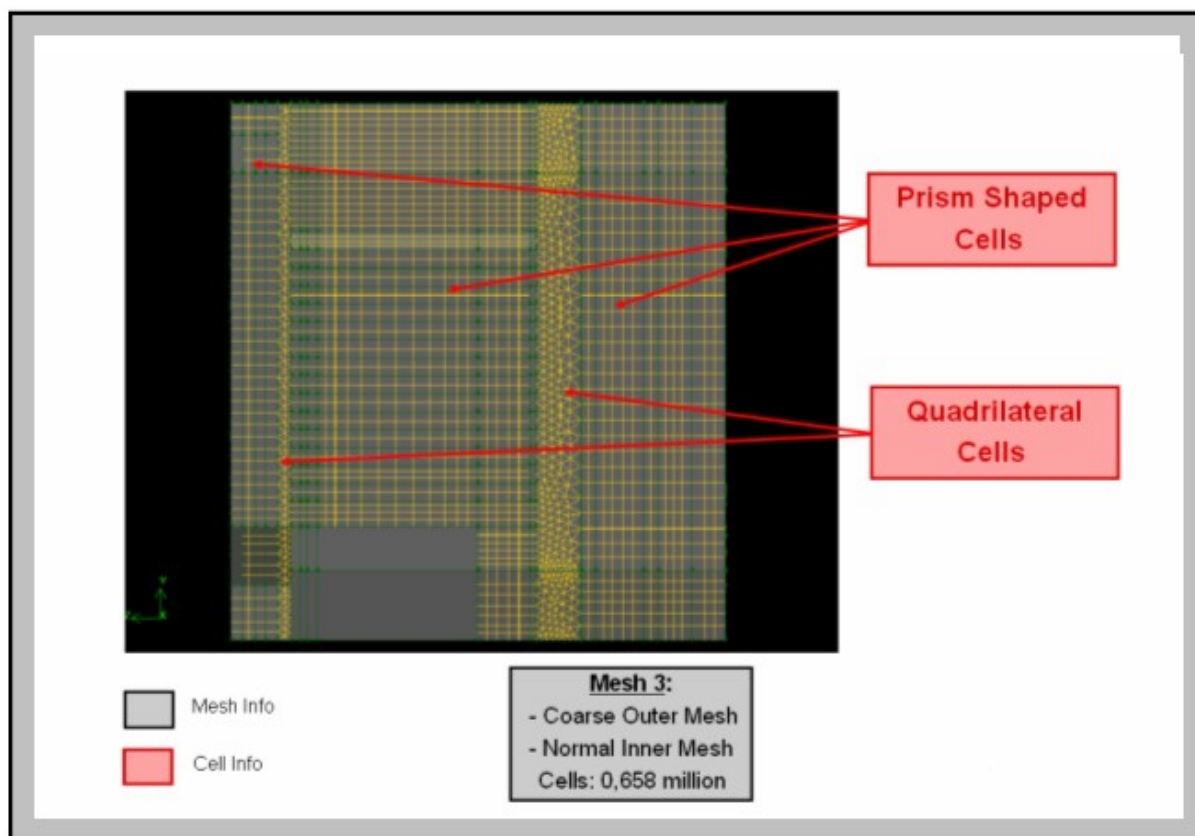 Prism Shaped
Cells
Quadrilateral
Cells
Mesh Info
Cell Info
Mesh 3:
- Coarse Outer Mesh
- Normal Inner Mesh
Cells: 0,658 million